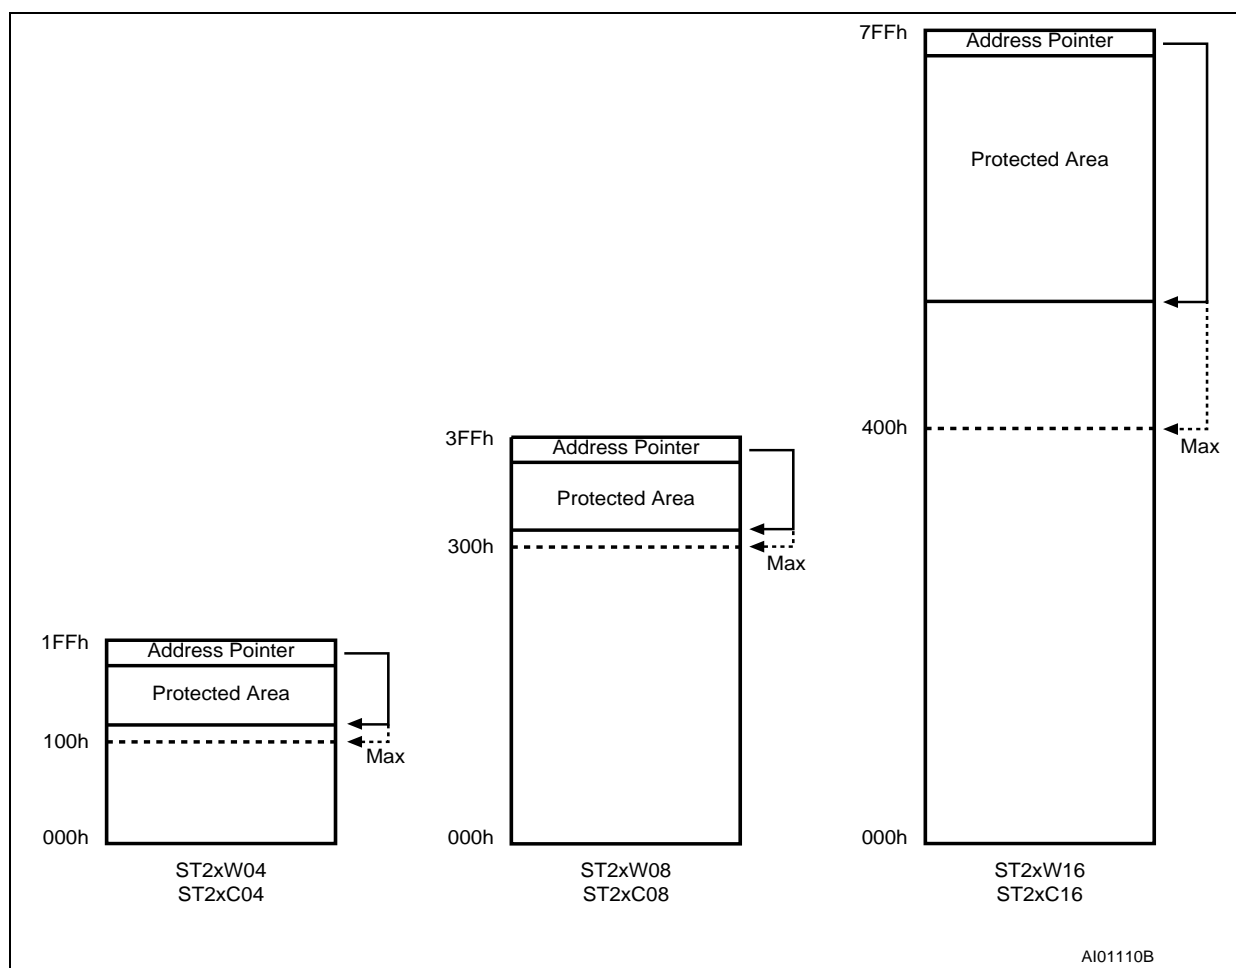 7FFh
Address Pointer
Protected Area
400h
Max
3FFh
Address Pointer
Protected Area
300h
Max
1FFh
Address Pointer
Protected Area
100h
Max
000h
000h
000h
ST2xW04
ST2xC04
ST2xW08
ST2xC08
ST2xW16
ST2xC16
AI01110B